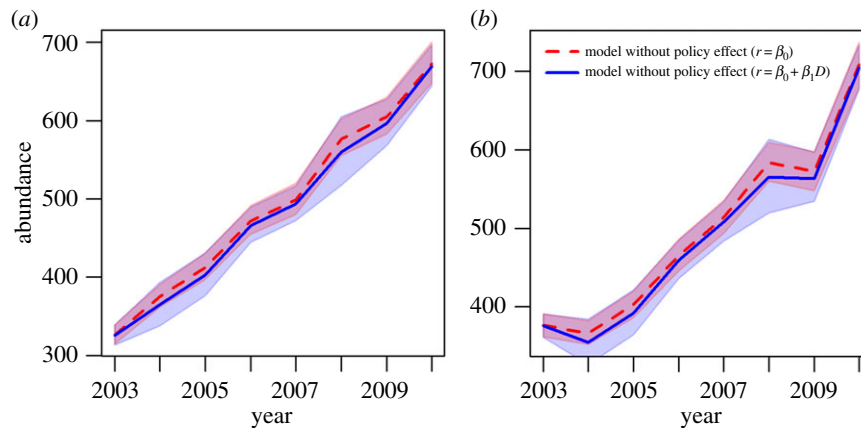 (a)
700
600
500
400
300
abundance
2003 2005 2007 2009
year
(b)
model without policy effect (r = β0)
model without policy effect (r = β0 + β1D)
700
600
500
400
2003 2005 2007 2009
year